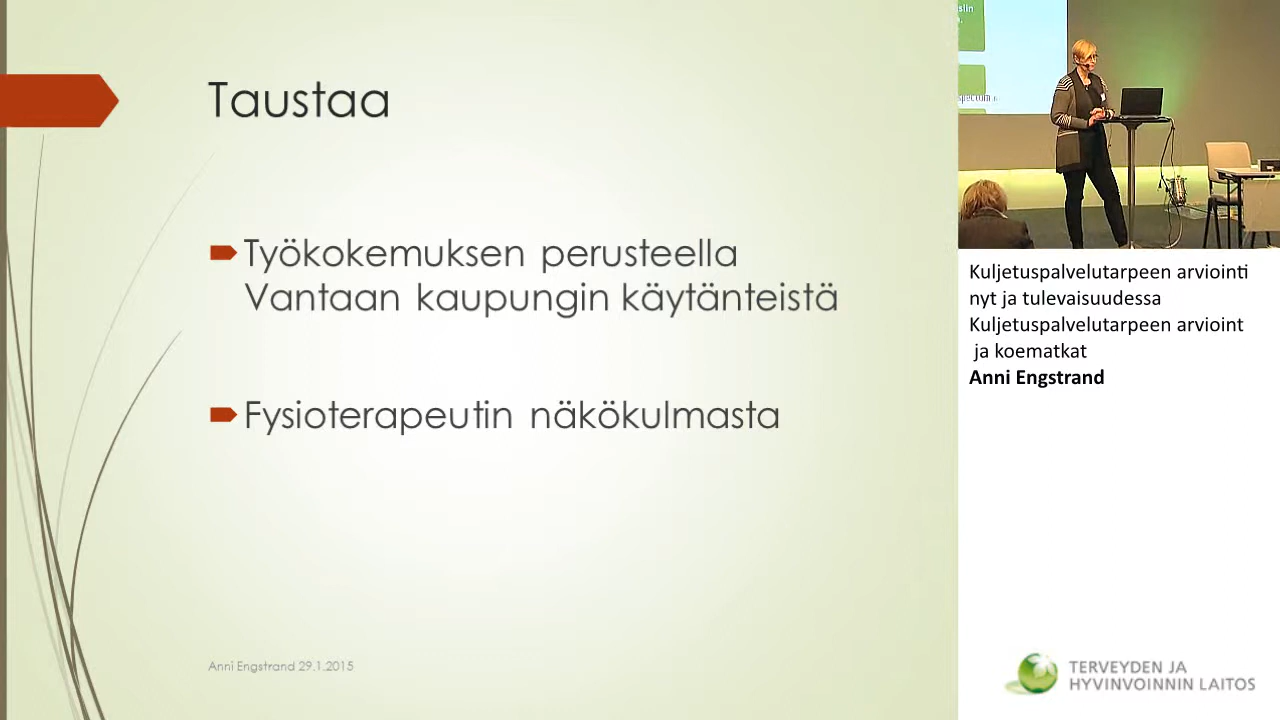 Taustaa
Työkokemuksen perusteella
Vantaan kaupungin käytänteistä
Fysioterapeutin näkökulmasta
Anni Engstrand 29.1.2015
Kuljetuspalvelutarpeen arviointi
nyt ja tulevaisuudessa
Kuljetuspalvelutarpeen arvioint
ja koematkat
Anni Engstrand
TERVEYDEN JA
HYVINVOINNIN LAITOS